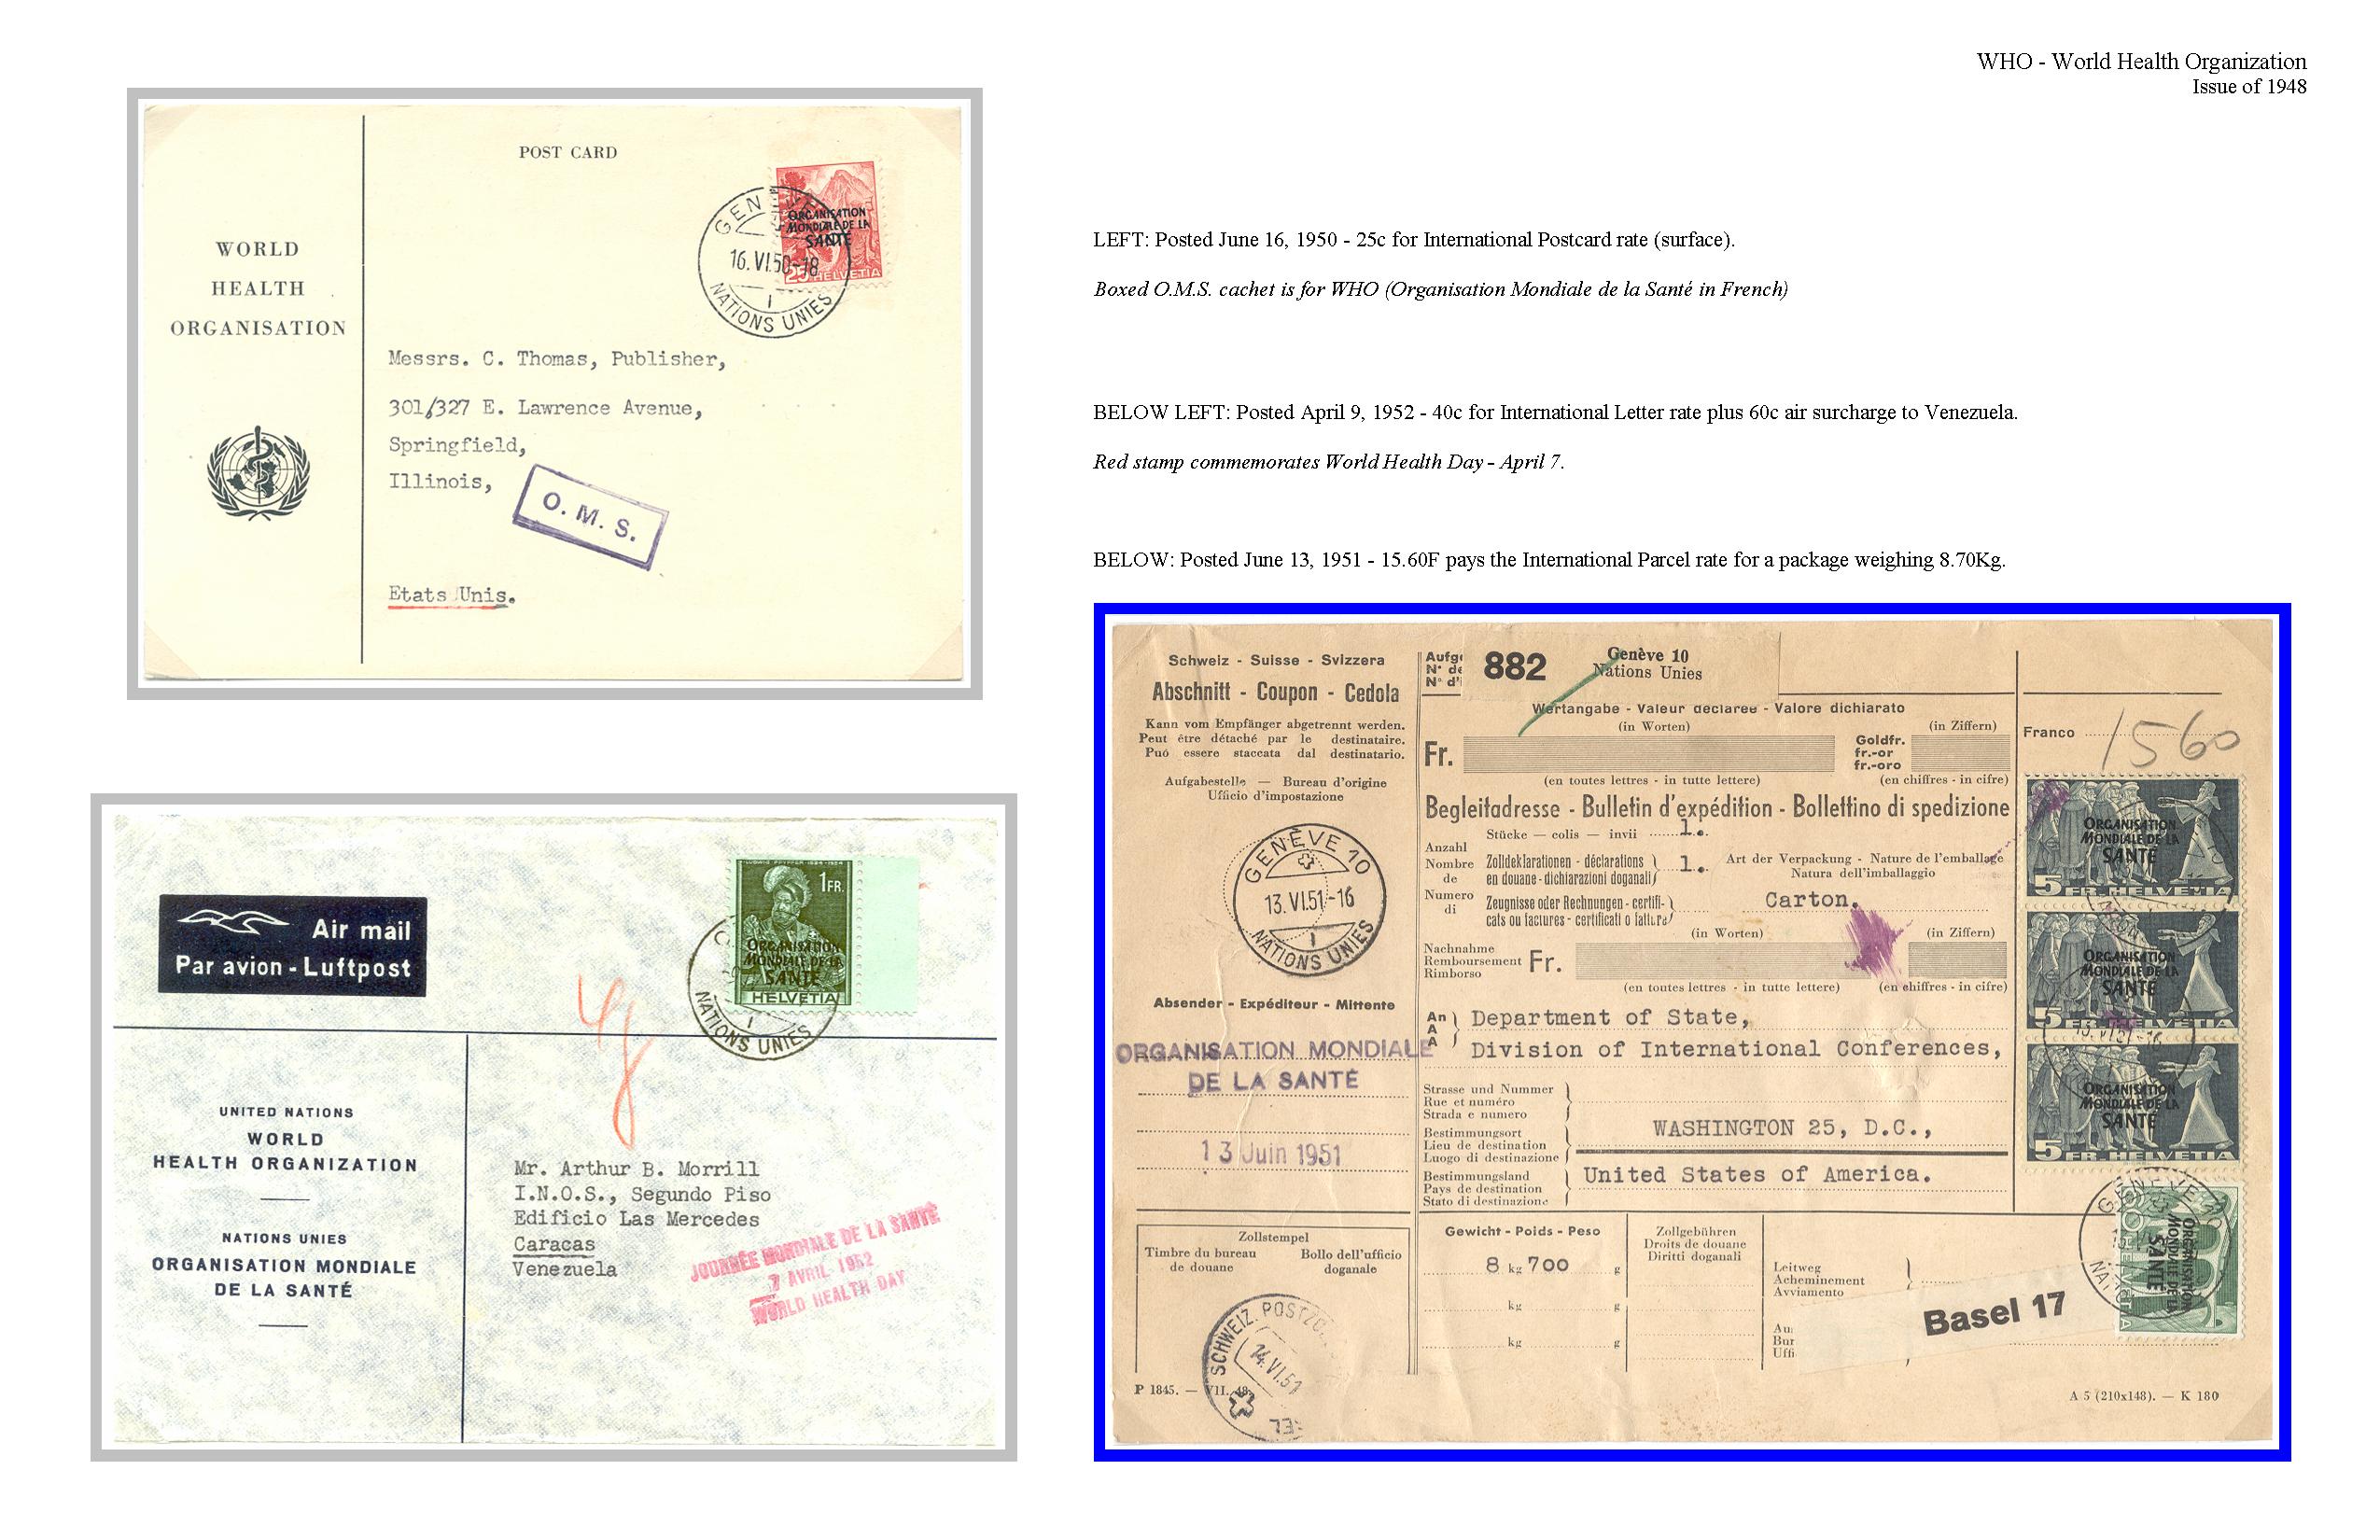 WHO - World Health Organization
Issue of 1948
POST CARD
WORLD
HEALTH
ORGANISATION
ORGANISATION
MONDIALE DE LA
SANTÉ
25 HELVETIA
16.VI.50-18
1
NATIONS UNIES
Messrs. C. Thomas, Publisher,
301/327 E. Lawrence Avenue,
Springfield,
Illinois,
O. M. S.
Etats Unis.
LEFT: Posted June 16, 1950 - 25c for International Postcard rate (surface).
Boxed O.M.S. cachet is for WHO (Organisation Mondiale de la Santé in French)
BELOW LEFT: Posted April 9, 1952 - 40c for International Letter rate plus 60c air surcharge to Venezuela.
Red stamp commemorates World Health Day - April 7.
BELOW: Posted June 13, 1951 - 15.60F pays the International Parcel rate for a package weighing 8.70Kg.
Air mail
Par avion - Luftpost
1FR.
ORGANISATION
MONDIALE DE LA
SANTÉ
HELVETIA
1
NATIONS UNIES
UNITED NATIONS
WORLD
HEALTH ORGANIZATION
NATIONS UNIES
ORGANISATION MONDIALE
DE LA SANTÉ
Mr. Arthur B. Morrill
I.N.O.S., Segundo Piso
Edificio Las Mercedes
Caracas
Venezuela
JOURNÉE MONDIALE DE LA SANTÉ
7 AVRIL 1952
WORLD HEALTH DAY
Schweiz - Suisse - Svizzera
Abschnitt - Coupon - Cedola
Kann vom Empfänger abgetrennt werden.
Peut être détaché par le destinataire.
Può essere staccata dal destinatario.
Aufgabestelle — Bureau d'origine
Ufficio d'impostazione
GENÈVE 10
13.VI.51-16
1
NATIONS UNIES
Absender - Expéditeur - Mittente
ORGANISATION MONDIALE
DE LA SANTÉ
13 Juin 1951
Zollstempel
Timbre du bureau de douane
Bollo dell'ufficio doganale
SCHWEIZ. POSTZO
14.VI.51
P 1845. — VII. 48.
882
Genève 10
Nations Unies
Wertangabe - Valeur déclarée - Valore dichiarato
(in Worten) (in Ziffern)
Fr.
Goldfr.
fr.-or
fr.-oro
(en toutes lettres - in tutte lettere) (en chiffres - in cifre)
Begleitadresse - Bulletin d'expédition - Bollettino di spedizione
Anzahl
Nombre
de
Numero
di
Stücke — colis — invii 1.
Zolldeklarationen - déclarations
en douane - dichiarazioni doganali 1.
Zeugnisse oder Rechnungen - certifi-
cats ou factures - certificati o fatture
Art der Verpackung - Nature de l'emballage
Natura dell'imballaggio
Carton.
(in Worten) (in Ziffern)
Nachnahme
Remboursement
Rimborso
Fr.
(en toutes lettres - in tutte lettere) (en chiffres - in cifre)
An
A
A
Department of State,
Division of International Conferences,
Strasse und Nummer
Rue et numéro
Strada e numero
Bestimmungsort
Lieu de destination
Luogo di destinazione
WASHINGTON 25, D.C.,
Bestimmungsland
Pays de destination
Stato di destinazione
United States of America.
Gewicht - Poids - Peso
8 kg 700 g
kg g
kg g
Zollgebühren
Droits de douane
Diritti doganali
Leitweg
Acheminement
Avviamento
Basel 17
Franco 1560
ORGANISATION
MONDIALE DE LA
SANTÉ
5 FR. HELVETIA
ORGANISATION
MONDIALE DE LA
SANTÉ
5 FR. HELVETIA
ORGANISATION
MONDIALE DE LA
SANTÉ
5 FR. HELVETIA
ORGANISATION
MONDIALE DE LA
SANTÉ
A 5 (210x148). — K 180